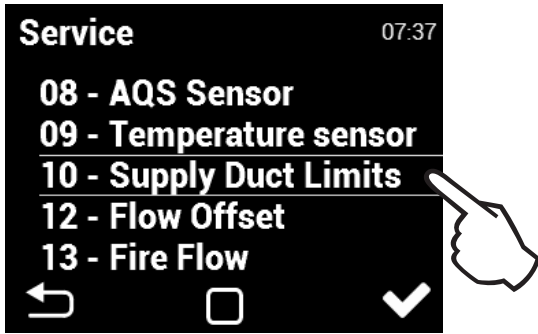 Service 07:37
08 - AQS Sensor
09 - Temperature sensor
10 - Supply Duct Limits
12 - Flow Offset
13 - Fire Flow